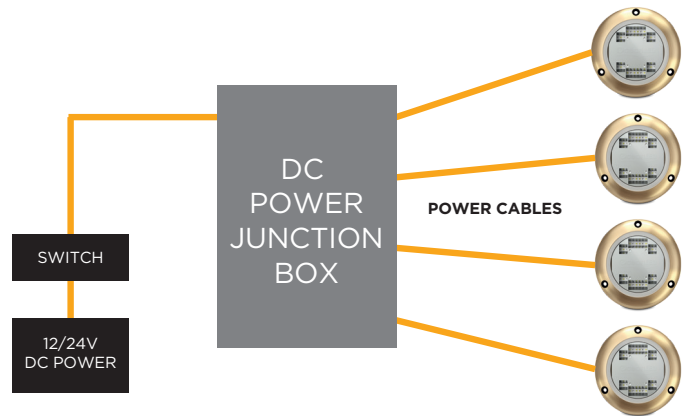 DC
POWER
JUNCTION
BOX
POWER CABLES
SWITCH
12/24V
DC POWER